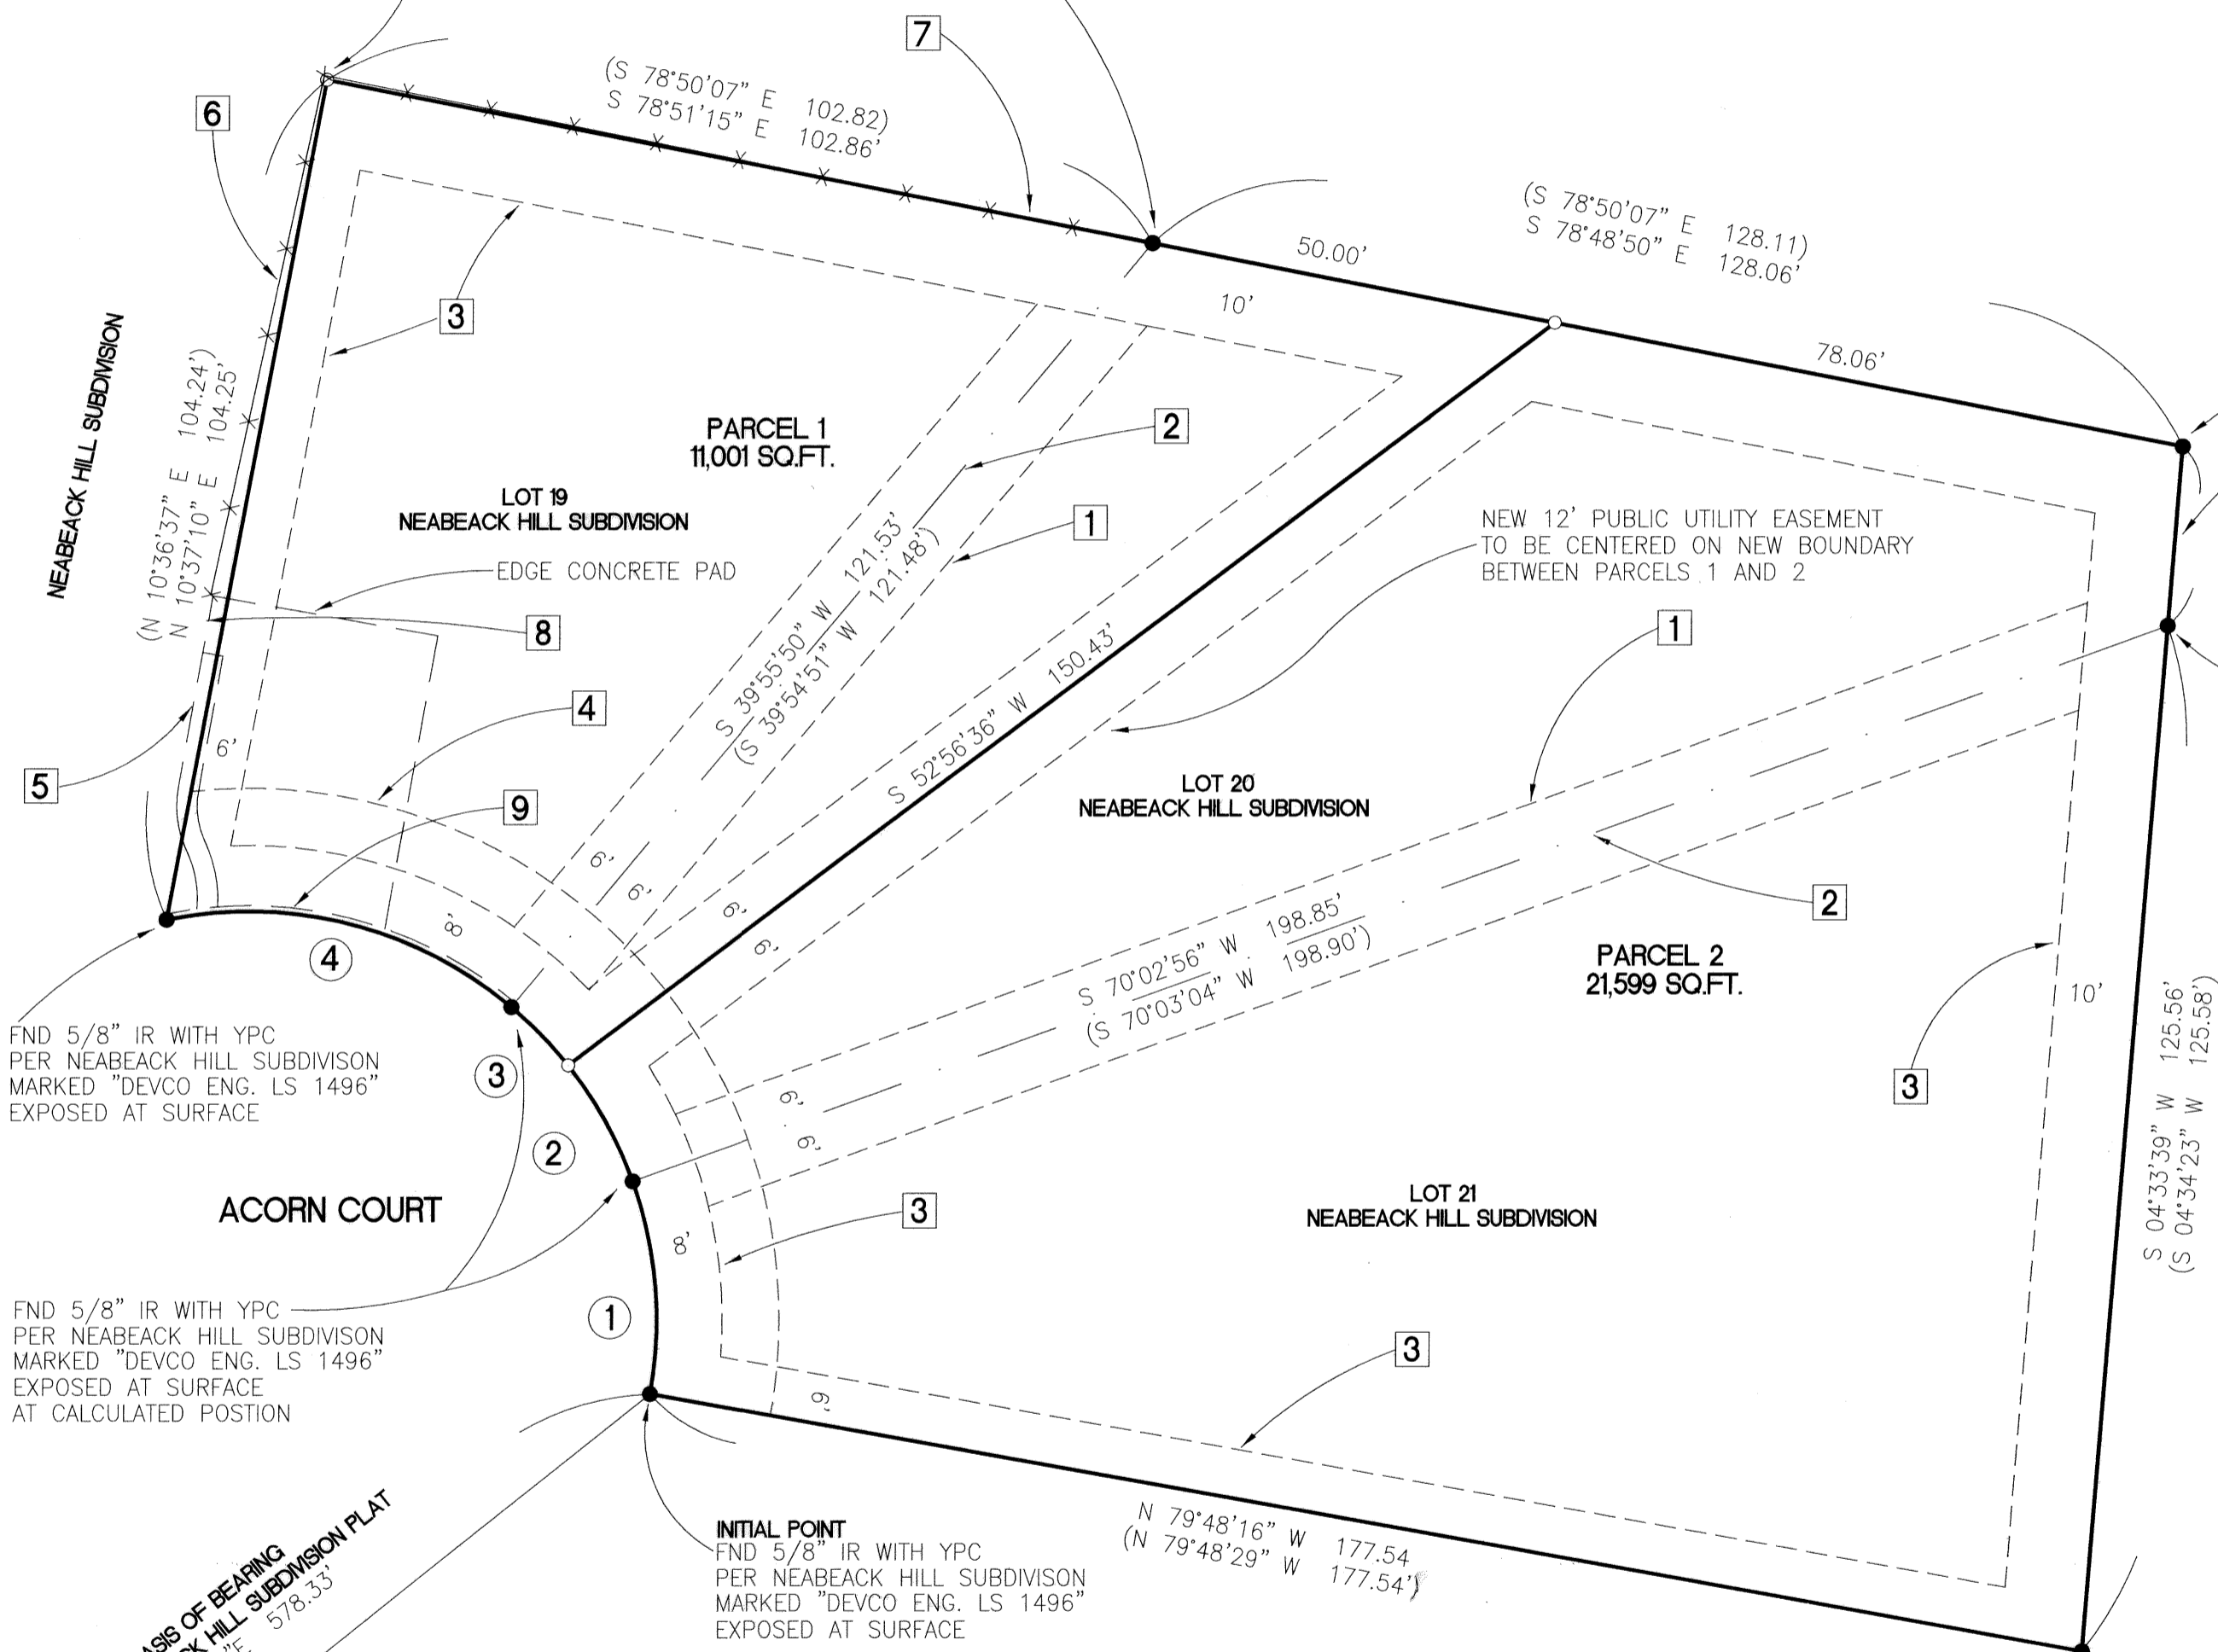 7
(S 78°50'07" E 102.82)
S 78°51'15" E 102.86'
6
(S 78°50'07" E 128.11)
S 78°48'50" E 128.06'
50.00'
10'
3
78.06'
NEABEACK HILL SUBDIVISION
(N 10°36'37" E 104.24')
N 10°37'10" E 104.25'
PARCEL 1
11,001 SQ.FT.
2
LOT 19
NEABEACK HILL SUBDIVISION
1
EDGE CONCRETE PAD
NEW 12' PUBLIC UTILITY EASEMENT
TO BE CENTERED ON NEW BOUNDARY
BETWEEN PARCELS 1 AND 2
S 39°55'50" W 121.53'
(S 39°54'51" W 121.48')
8
1
S 52°56'36" W 150.43'
4
6'
5
9
LOT 20
NEABEACK HILL SUBDIVISION
6'
6'
6'
6'
8'
2
S 70°02'56" W 198.85'
(S 70°03'04" W 198.90')
PARCEL 2
21,599 SQ.FT.
4
10'
3
FND 5/8" IR WITH YPC
PER NEABEACK HILL SUBDIVISON
MARKED "DEVCO ENG. LS 1496"
EXPOSED AT SURFACE
3
6'
6'
2
S 04°33'39" W 125.56'
(S 04°34'23" W 125.58')
ACORN COURT
3
8'
LOT 21
NEABEACK HILL SUBDIVISION
FND 5/8" IR WITH YPC
PER NEABEACK HILL SUBDIVISON
MARKED "DEVCO ENG. LS 1496"
EXPOSED AT SURFACE
AT CALCULATED POSTION
1
3
6'
INITIAL POINT
FND 5/8" IR WITH YPC
PER NEABEACK HILL SUBDIVISON
MARKED "DEVCO ENG. LS 1496"
EXPOSED AT SURFACE
N 79°48'16" W 177.54
(N 79°48'29" W 177.54')
OF BEARING
HILL SUBDIVISION PLAT
"E 578.33'